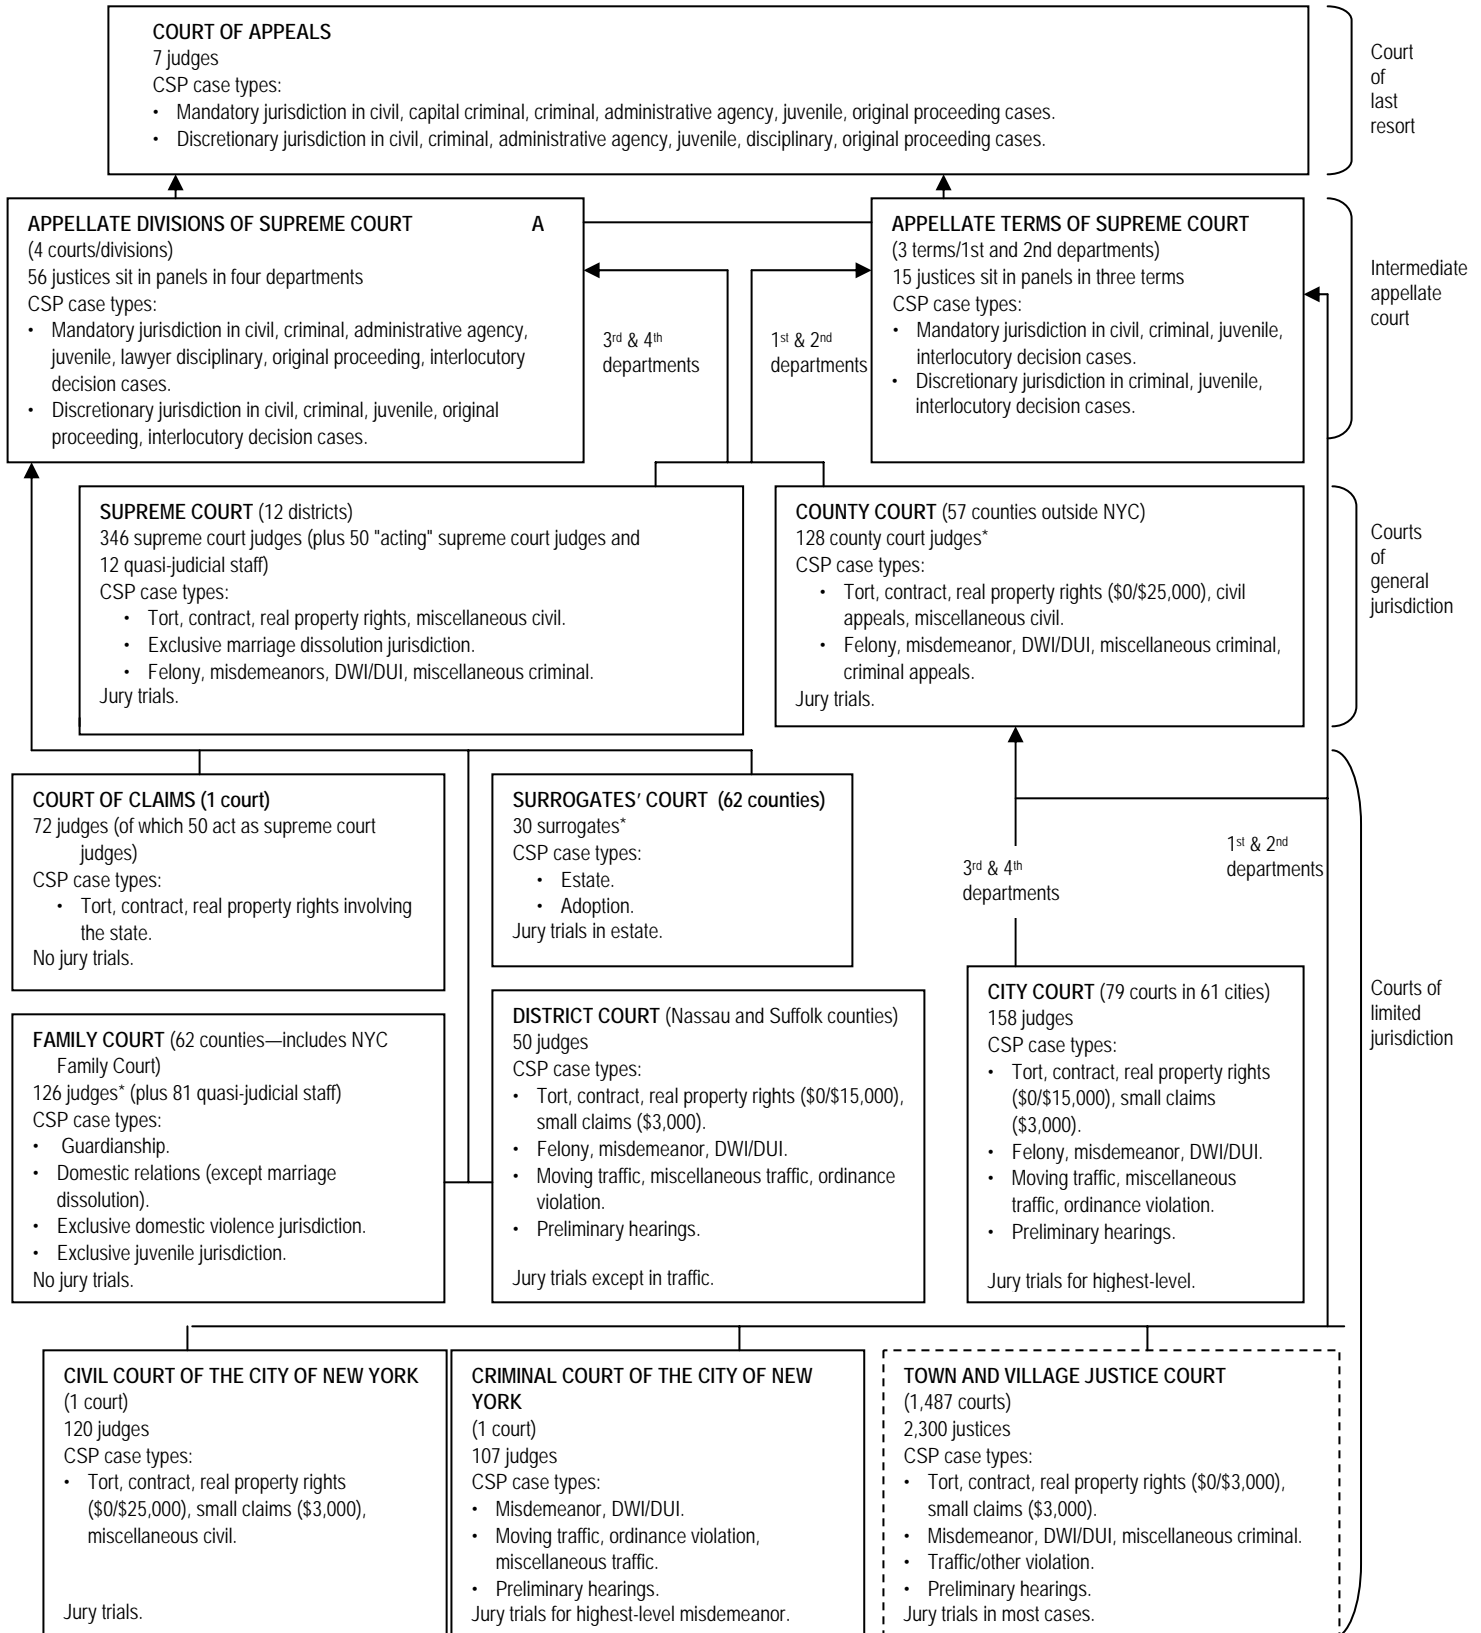 COURT OF APPEALS
7 judges
CSP case types:
• Mandatory jurisdiction in civil, capital criminal, criminal, administrative agency, juvenile, original proceeding cases.
• Discretionary jurisdiction in civil, criminal, administrative agency, juvenile, disciplinary, original proceeding cases.
Court
of
last
resort
APPELLATE DIVISIONS OF SUPREME COURT A
(4 courts/divisions)
56 justices sit in panels in four departments
CSP case types:
• Mandatory jurisdiction in civil, criminal, administrative agency,
juvenile, lawyer disciplinary, original proceeding, interlocutory
decision cases.
• Discretionary jurisdiction in civil, criminal, juvenile, original
proceeding, interlocutory decision cases.
3rd & 4th
departments
1st & 2nd
departments
APPELLATE TERMS OF SUPREME COURT
(3 terms/1st and 2nd departments)
15 justices sit in panels in three terms
CSP case types:
• Mandatory jurisdiction in civil, criminal, juvenile,
interlocutory decision cases.
• Discretionary jurisdiction in criminal, juvenile,
interlocutory decision cases.
Intermediate
appellate
court
SUPREME COURT (12 districts)
346 supreme court judges (plus 50 "acting" supreme court judges and
12 quasi-judicial staff)
CSP case types:
• Tort, contract, real property rights, miscellaneous civil.
• Exclusive marriage dissolution jurisdiction.
• Felony, misdemeanors, DWI/DUI, miscellaneous criminal.
Jury trials.
COUNTY COURT (57 counties outside NYC)
128 county court judges*
CSP case types:
• Tort, contract, real property rights ($0/$25,000), civil
appeals, miscellaneous civil.
• Felony, misdemeanor, DWI/DUI, miscellaneous criminal,
criminal appeals.
Jury trials.
Courts
of
general
jurisdiction
COURT OF CLAIMS (1 court)
72 judges (of which 50 act as supreme court
judges)
CSP case types:
• Tort, contract, real property rights involving
the state.
No jury trials.
SURROGATES’ COURT (62 counties)
30 surrogates*
CSP case types:
• Estate.
• Adoption.
Jury trials in estate.
3rd & 4th
departments
1st & 2nd
departments
FAMILY COURT (62 counties—includes NYC
Family Court)
126 judges* (plus 81 quasi-judicial staff)
CSP case types:
• Guardianship.
• Domestic relations (except marriage
dissolution).
• Exclusive domestic violence jurisdiction.
• Exclusive juvenile jurisdiction.
No jury trials.
DISTRICT COURT (Nassau and Suffolk counties)
50 judges
CSP case types:
• Tort, contract, real property rights ($0/$15,000),
small claims ($3,000).
• Felony, misdemeanor, DWI/DUI.
• Moving traffic, miscellaneous traffic, ordinance
violation.
• Preliminary hearings.
Jury trials except in traffic.
CITY COURT (79 courts in 61 cities)
158 judges
CSP case types:
• Tort, contract, real property rights
($0/$15,000), small claims
($3,000).
• Felony, misdemeanor, DWI/DUI.
• Moving traffic, miscellaneous
traffic, ordinance violation.
• Preliminary hearings.
Jury trials for highest-level.
Courts of
limited
jurisdiction
CIVIL COURT OF THE CITY OF NEW YORK
(1 court)
120 judges
CSP case types:
• Tort, contract, real property rights
($0/$25,000), small claims ($3,000),
miscellaneous civil.
Jury trials.
CRIMINAL COURT OF THE CITY OF NEW
YORK
(1 court)
107 judges
CSP case types:
• Misdemeanor, DWI/DUI.
• Moving traffic, ordinance violation,
miscellaneous traffic.
• Preliminary hearings.
Jury trials for highest-level misdemeanor.
TOWN AND VILLAGE JUSTICE COURT
(1,487 courts)
2,300 justices
CSP case types:
• Tort, contract, real property rights ($0/$3,000),
small claims ($3,000).
• Misdemeanor, DWI/DUI, miscellaneous criminal.
• Traffic/other violation.
• Preliminary hearings.
Jury trials in most cases.